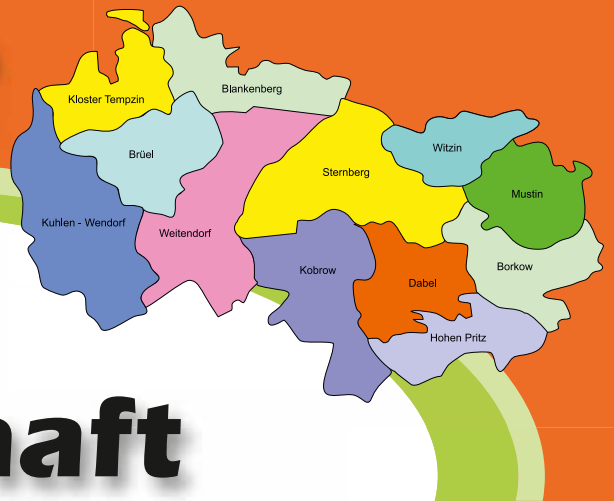 Blankenberg
Kloster Tempzin
Witzin
Brüel
Sternberg
Mustin
Kuhlen - Wendorf
Weitendorf
Kobrow
Borkow
Dabel
Hohen Pritz
haft